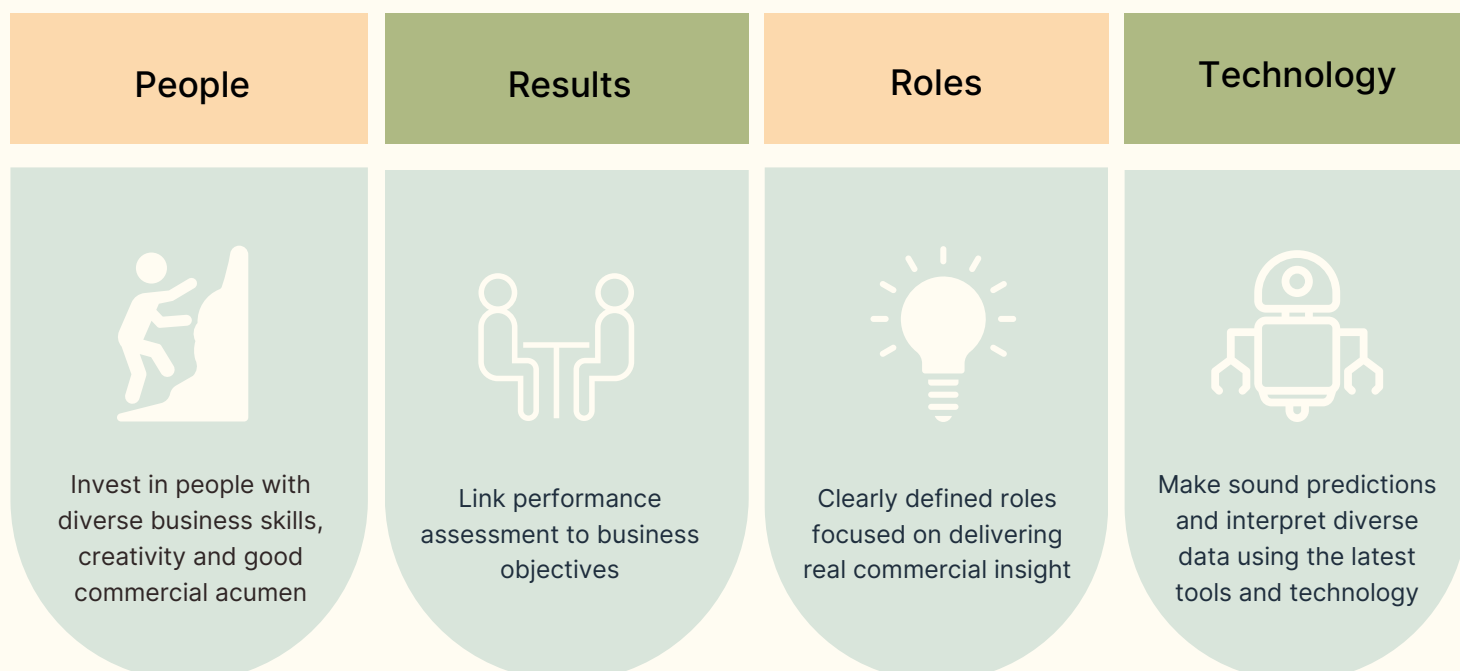 People
Invest in people with
diverse business skills,
creativity and good
commercial acumen
Results
Link performance
assessment to business
objectives
Roles
Clearly defined roles
focused on delivering
real commercial insight
Technology
Make sound predictions
and interpret diverse
data using the latest
tools and technology